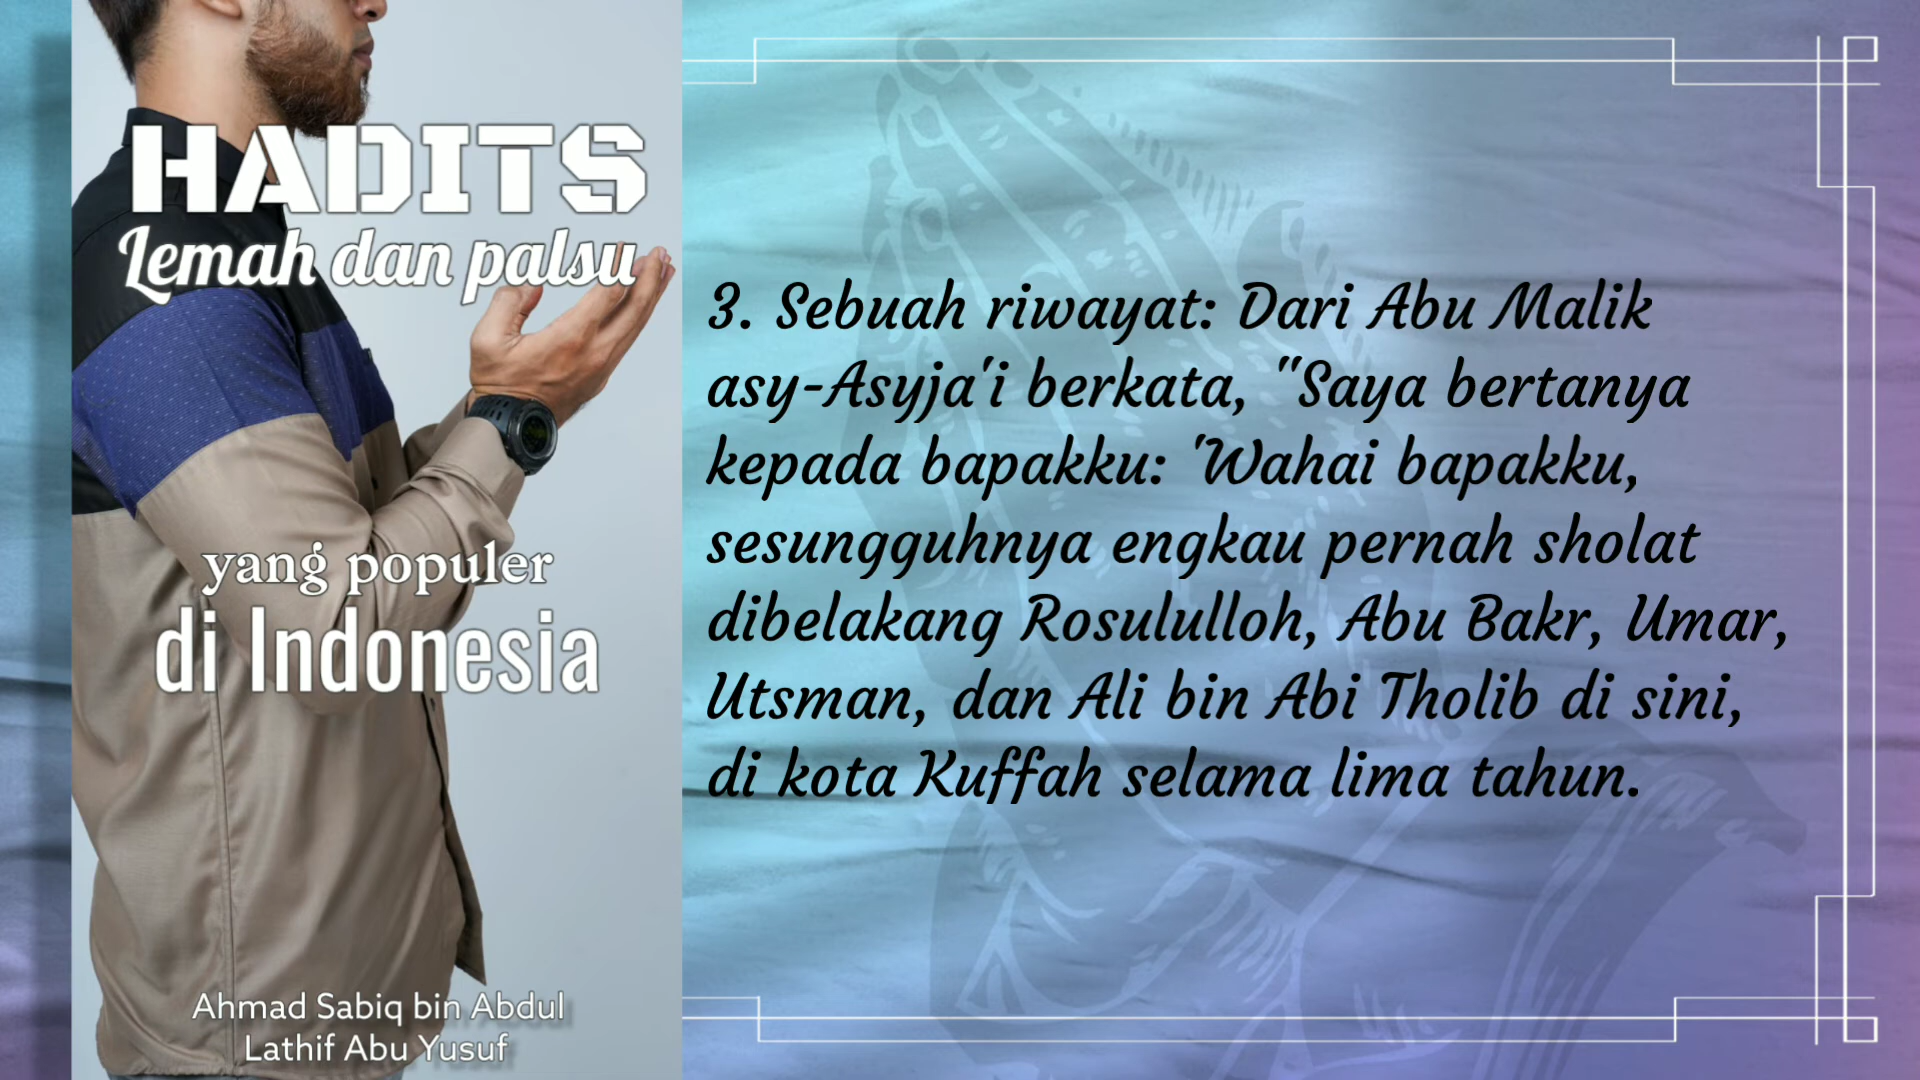 HADITS
Lemah dan palsu
yang populer
di Indonesia
Ahmad Sabiq bin Abdul
Lathif Abu Yusuf
3. Sebuah riwayat: Dari Abu Malik
asy-Asyja'i berkata, "Saya bertanya
kepada bapakku: 'Wahai bapakku,
sesungguhnya engkau pernah sholat
dibelakang Rosululloh, Abu Bakr, Umar,
Utsman, dan Ali bin Abi Tholib di sini,
di kota Kuffah selama lima tahun.